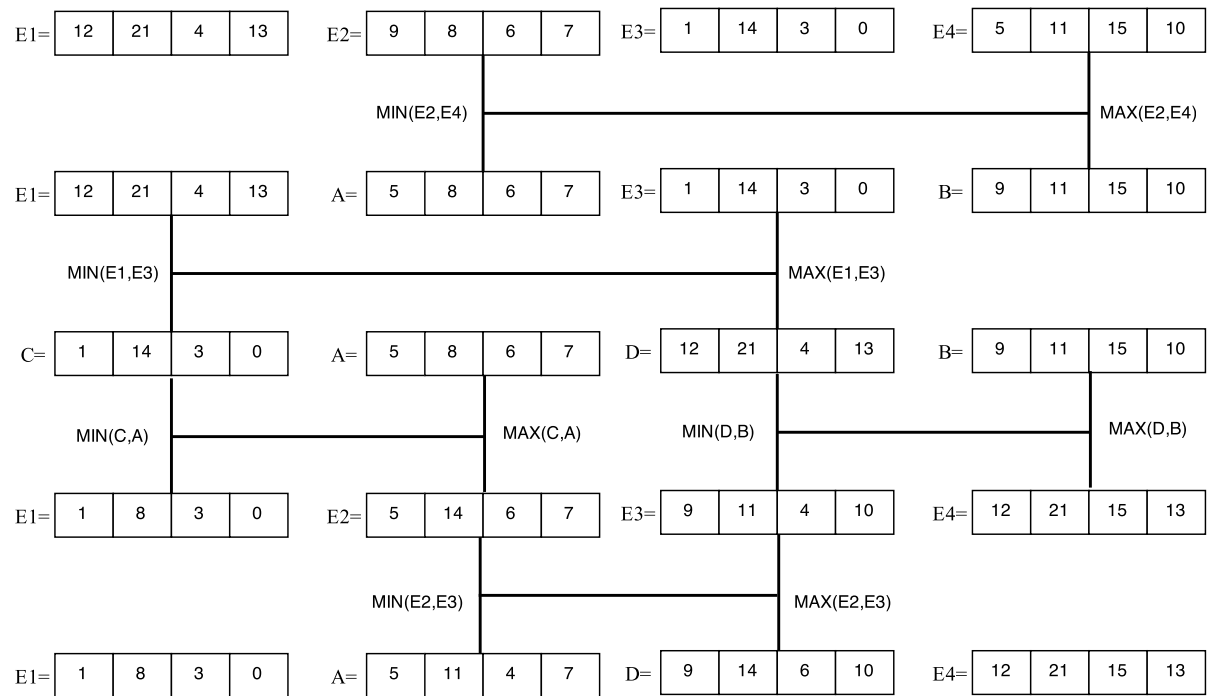 E1= 12 21 4 13 E2= 9 8 6 7 E3= 1 14 3 0 E4= 5 11 15 10
MIN(E2,E4) MAX(E2,E4)
E1= 12 21 4 13 A= 5 8 6 7 E3= 1 14 3 0 B= 9 11 15 10
MIN(E1,E3) MAX(E1,E3)
C= 1 14 3 0 A= 5 8 6 7 D= 12 21 4 13 B= 9 11 15 10
MIN(C,A) MAX(C,A) MIN(D,B) MAX(D,B)
E1= 1 8 3 0 E2= 5 14 6 7 E3= 9 11 4 10 E4= 12 21 15 13
MIN(E2,E3) MAX(E2,E3)
E1= 1 8 3 0 A= 5 11 4 7 D= 9 14 6 10 E4= 12 21 15 13